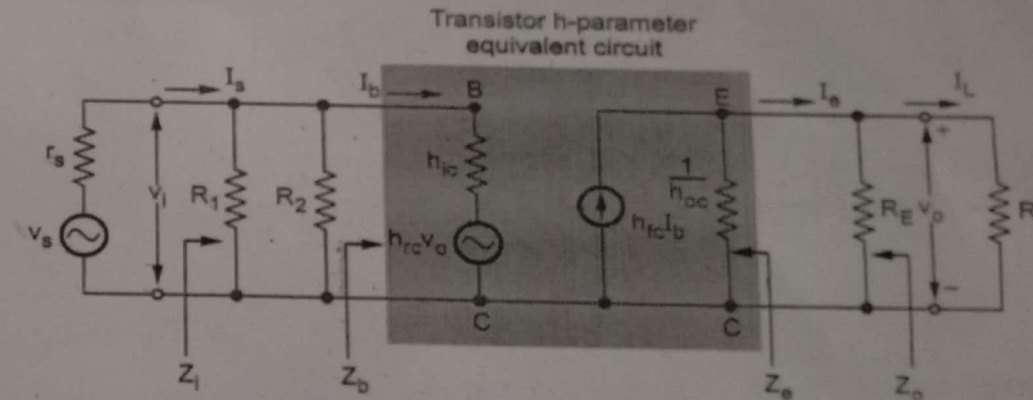 Transistor h-parameter
equivalent circuit
I_s
I_b
B
E
I_e
I_L
r_s
v_i
R_1
R_2
h_ic
1
h_oc
+
v_s
h_rc v_o
h_fc I_b
R_E
v_o
R
−
C
C
Z_i
Z_b
Z_e
Z_o